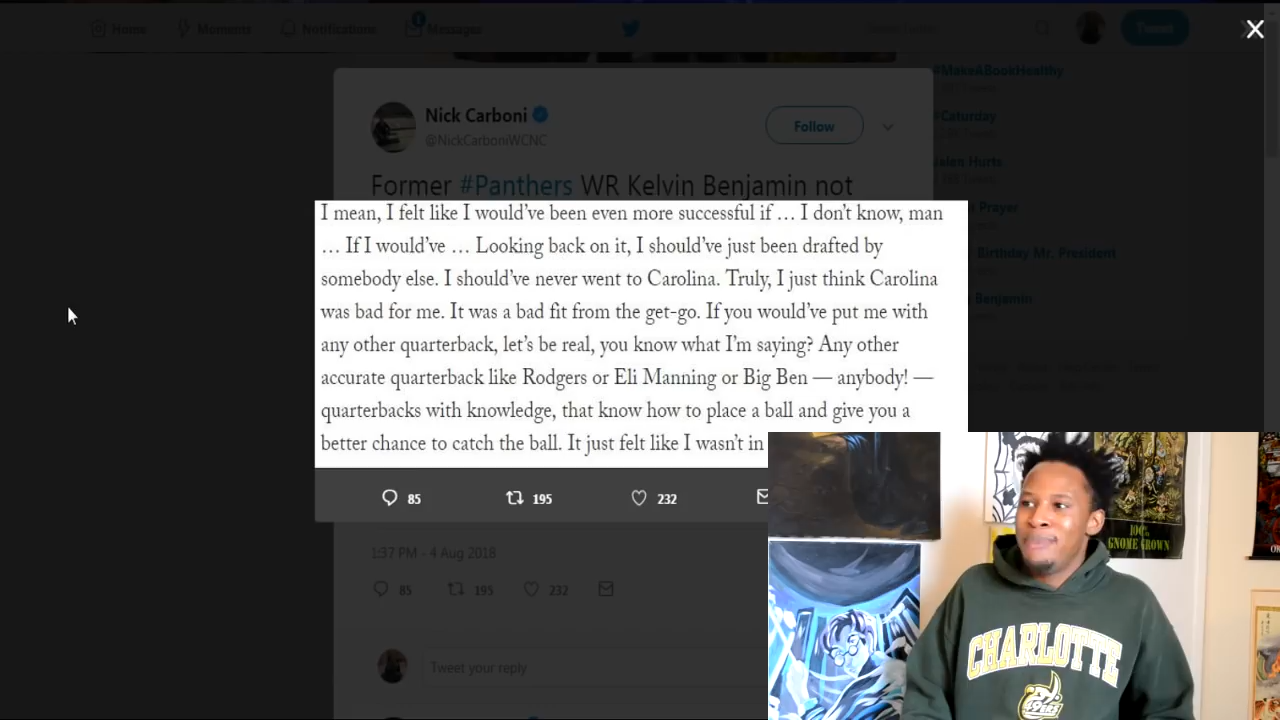 Home
Moments
Notifications
1
Messages
Tweet
Nick Carboni
@NickCarboniWCNC
Follow
Former #Panthers WR Kelvin Benjamin not
I mean, I felt like I would've been even more successful if … I don't know, man
… If I would've … Looking back on it, I should've just been drafted by
somebody else. I should've never went to Carolina. Truly, I just think Carolina
was bad for me. It was a bad fit from the get-go. If you would've put me with
any other quarterback, let's be real, you know what I'm saying? Any other
accurate quarterback like Rodgers or Eli Manning or Big Ben — anybody! —
quarterbacks with knowledge, that know how to place a ball and give you a
better chance to catch the ball. It just felt like I wasn't in
85 195 232
1:37 PM - 4 Aug 2018
85 195 232
Tweet your reply
#MakeABookHealthy
#Caturday
Valen Hurts
Prayer
Birthday Mr. President
Benjamin
100%
GNOME GROWN
CHARLOTTE
49ERS